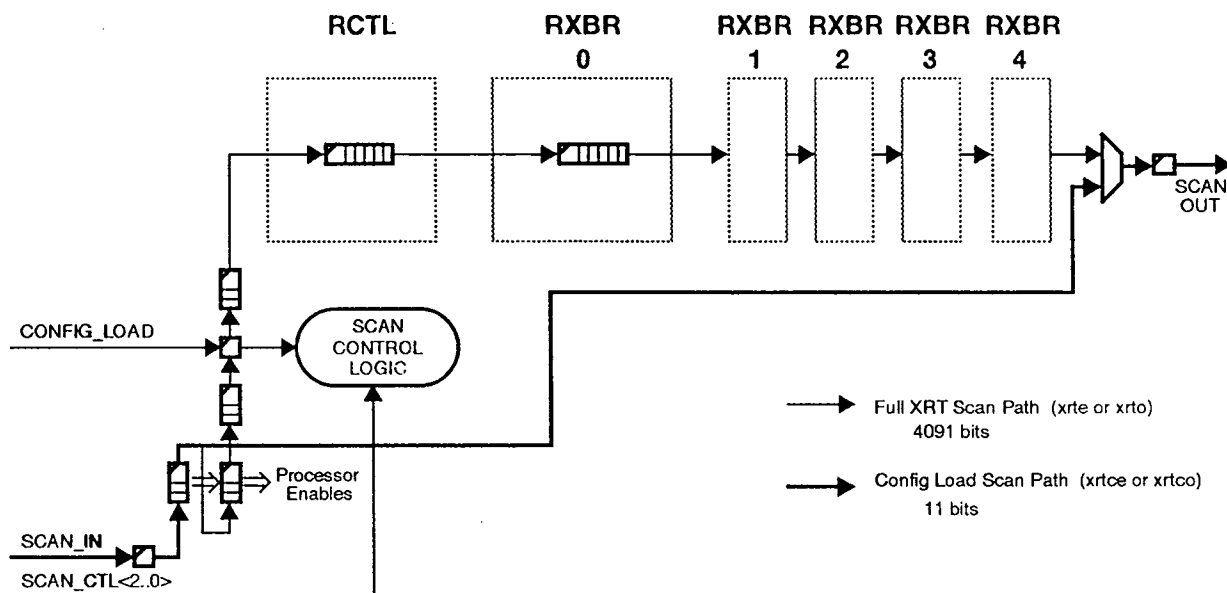 RCTL
RXBR
0
RXBR RXBR RXBR RXBR
1 2 3 4
SCAN
OUT
CONFIG_LOAD
SCAN
CONTROL
LOGIC
Full XRT Scan Path (xrte or xrto)
4091 bits
Processor
Enables
Config Load Scan Path (xrtce or xrtco)
11 bits
SCAN_IN
SCAN_CTL<2..0>